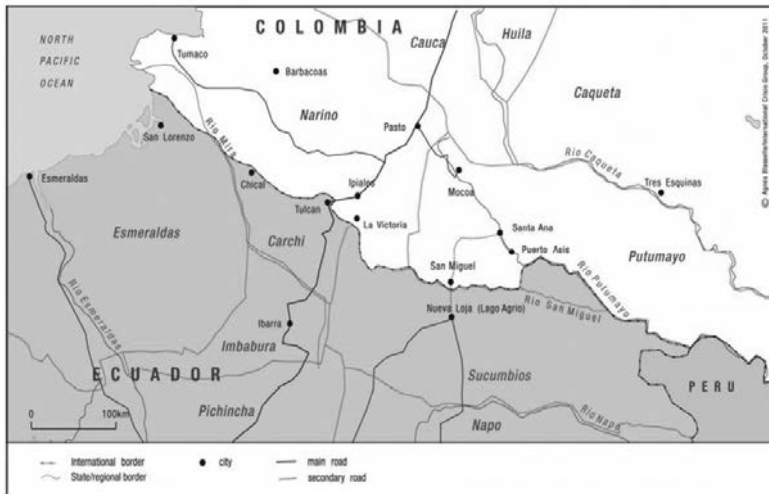 COLOMBIA
NORTH
PACIFIC
OCEAN
Huila
Cauca
Tumaco
Barbacoas
Caqueta
Narino
Pasto
San Lorenzo
Rio Mira
Rio Caqueta
Esmeraldas
Chical
Ipiales
Mocoa
Tres Esquinas
Tulcan
La Victoria
Santa Ana
Esmeraldas
Carchi
Puerto Asis
Putumayo
San Miguel
Rio Putumayo
Rio Esmeraldas
Rio San Miguel
Nueva Loja (Lago Agrio)
Ibarra
Imbabura
ECUADOR
Sucumbios
PERU
Pichincha
Rio Napo
Napo
0 100km
International border
city
main road
State/regional border
secondary road
International Crisis Group, October 2011